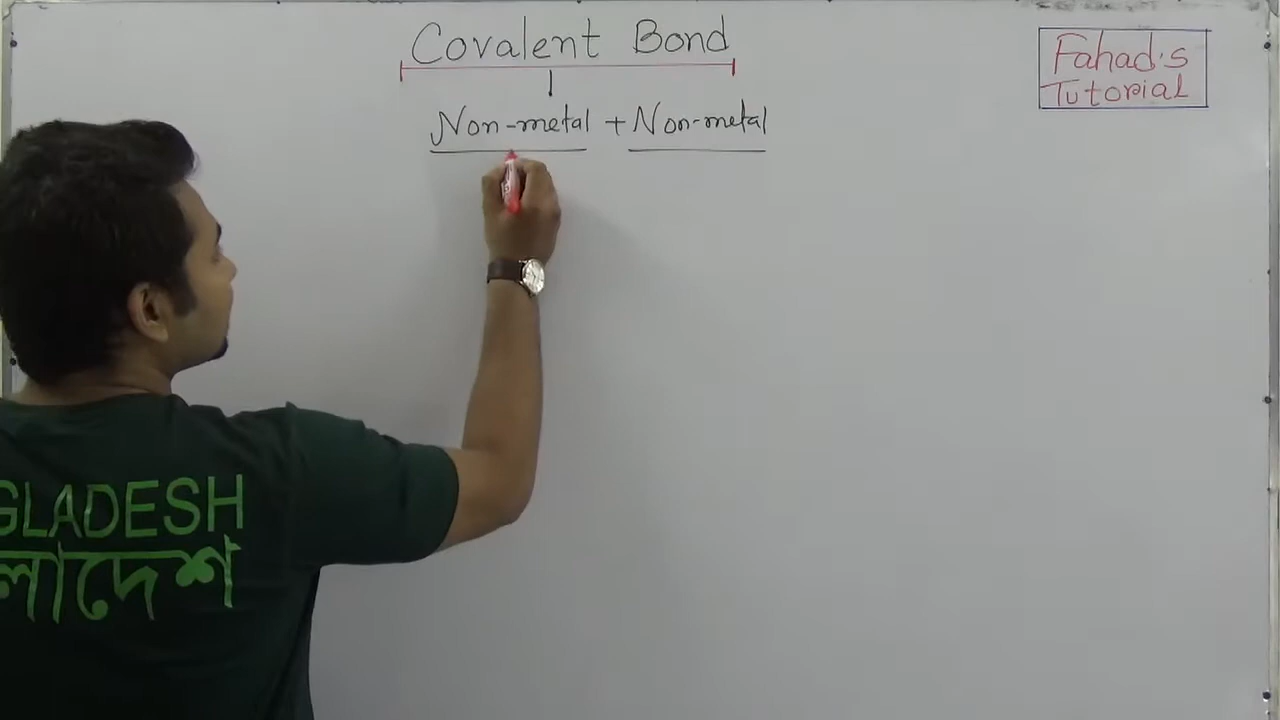 Covalent Bond
Non-metal + Non-metal
Fahad's
Tutorial
GLADESH
লাদেশ